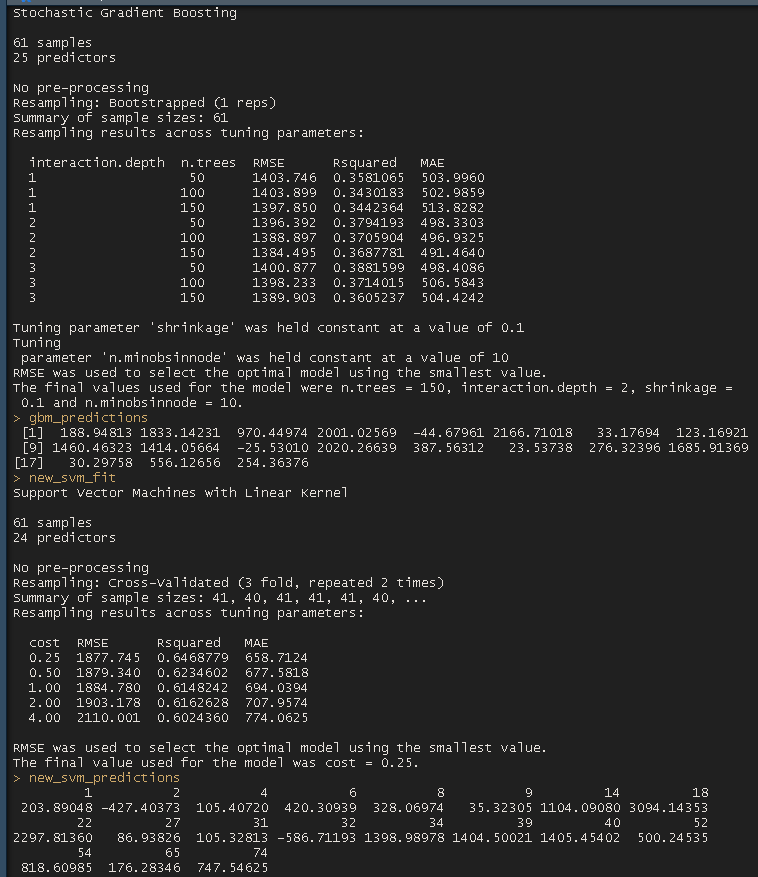 Stochastic Gradient Boosting
61 samples
25 predictors
No pre-processing
Resampling: Bootstrapped (1 reps)
Summary of sample sizes: 61
Resampling results across tuning parameters:
interaction.depth n.trees RMSE Rsquared MAE
1 50 1403.746 0.3581065 503.9960
1 100 1403.899 0.3430183 502.9859
1 150 1397.850 0.3442364 513.8282
2 50 1396.392 0.3794193 498.3303
2 100 1388.897 0.3705904 496.9325
2 150 1384.495 0.3687781 491.4640
3 50 1400.877 0.3881599 498.4086
3 100 1398.233 0.3714015 506.5843
3 150 1389.903 0.3605237 504.4242
Tuning parameter 'shrinkage' was held constant at a value of 0.1
Tuning
parameter 'n.minobsinnode' was held constant at a value of 10
RMSE was used to select the optimal model using the smallest value.
The final values used for the model were n.trees = 150, interaction.depth = 2, shrinkage =
0.1 and n.minobsinnode = 10.
> gbm_predictions
[1] 188.94813 1833.14231 970.44974 2001.02569 -44.67961 2166.71018 33.17694 123.16921
[9] 1460.46323 1414.05664 -25.53010 2020.26639 387.56312 23.53738 276.32396 1685.91369
[17] 30.29758 556.12656 254.36376
> new_svm_fit
Support Vector Machines with Linear Kernel
61 samples
24 predictors
No pre-processing
Resampling: Cross-Validated (3 fold, repeated 2 times)
Summary of sample sizes: 41, 40, 41, 41, 41, 40, ...
Resampling results across tuning parameters:
cost RMSE Rsquared MAE
0.25 1877.745 0.6468779 658.7124
0.50 1879.340 0.6234602 677.5818
1.00 1884.780 0.6148242 694.0394
2.00 1903.178 0.6162628 707.9574
4.00 2110.001 0.6024360 774.0625
RMSE was used to select the optimal model using the smallest value.
The final value used for the model was cost = 0.25.
> new_svm_predictions
1 2 4 6 8 9 14 18
203.89048 -427.40373 105.40720 420.30939 328.06974 35.32305 1104.09080 3094.14353
22 27 31 32 34 39 40 52
2297.81360 86.93826 105.32813 -586.71193 1398.98978 1404.50021 1405.45402 500.24535
54 65 74
818.60985 176.28346 747.54625